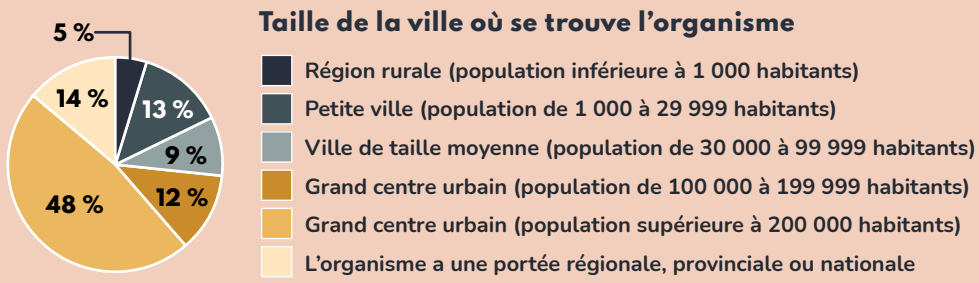 Taille de la ville où se trouve l’organisme
5 %
14 %
13 %
9 %
12 %
48 %
Région rurale (population inférieure à 1 000 habitants)
Petite ville (population de 1 000 à 29 999 habitants)
Ville de taille moyenne (population de 30 000 à 99 999 habitants)
Grand centre urbain (population de 100 000 à 199 999 habitants)
Grand centre urbain (population supérieure à 200 000 habitants)
L’organisme a une portée régionale, provinciale ou nationale